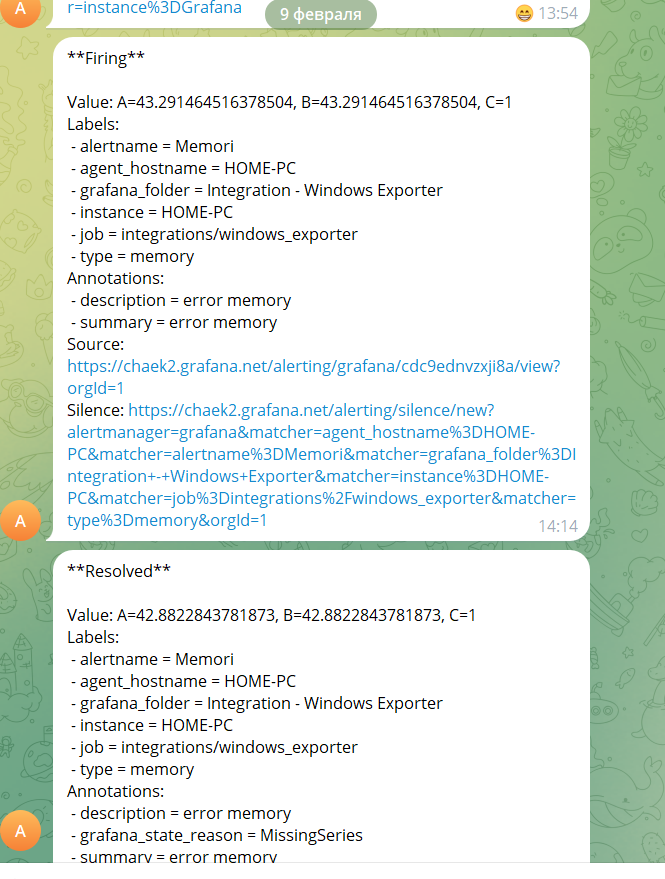 r=instance%3DGrafana
9 февраля
😁 13:54
**Firing**
Value: A=43.291464516378504, B=43.291464516378504, C=1
Labels:
- alertname = Memori
- agent_hostname = HOME-PC
- grafana_folder = Integration - Windows Exporter
- instance = HOME-PC
- job = integrations/windows_exporter
- type = memory
Annotations:
- description = error memory
- summary = error memory
Source:
https://chaek2.grafana.net/alerting/grafana/cdc9ednvzxji8a/view?
orgId=1
Silence: https://chaek2.grafana.net/alerting/silence/new?
alertmanager=grafana&matcher=agent_hostname%3DHOME-
PC&matcher=alertname%3DMemori&matcher=grafana_folder%3DI
ntegration+-+Windows+Exporter&matcher=instance%3DHOME-
PC&matcher=job%3Dintegrations%2Fwindows_exporter&matcher=
type%3Dmemory&orgId=1
14:14
A
**Resolved**
Value: A=42.8822843781873, B=42.8822843781873, C=1
Labels:
- alertname = Memori
- agent_hostname = HOME-PC
- grafana_folder = Integration - Windows Exporter
- instance = HOME-PC
- job = integrations/windows_exporter
- type = memory
Annotations:
- description = error memory
- grafana_state_reason = MissingSeries
- summary = error memory
A